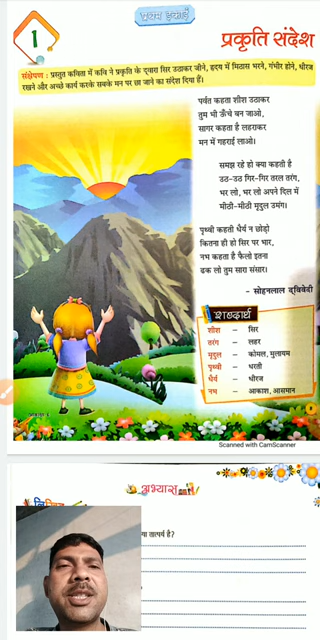 प्रथम इकाई
1
प्रकृति संदेश
संक्षेपण : प्रस्तुत कविता में कवि ने प्रकृति के द्वारा सिर उठाकर जीने, हृदय में मिठास भरने, गंभीर होने, धीरज
रखने और अच्छे कार्य करके सबके मन पर छा जाने का संदेश दिया हैं।
पर्वत कहता शीश उठाकर
तुम भी ऊँचे बन जाओ,
सागर कहता है लहराकर
मन में गहराई लाओ।
समझ रहे हो क्या कहती है
उठ-उठ गिर-गिर तरल तरंग,
भर लो, भर लो अपने दिल में
मीठी-मीठी मृदुल उमंग।
पृथ्वी कहती धैर्य न छोड़ो
कितना ही हो सिर पर भार,
नभ कहता है फैलो इतना
ढक लो तुम सारा संसार।
- सोहनलाल द्विवेदी
शब्दार्थ
शीश – सिर
तरंग – लहर
मृदुल – कोमल, मुलायम
पृथ्वी – धरती
धैर्य – धीरज
नभ – आकाश, आसमान
Scanned with CamScanner
अभ्यास
तात्पर्य है?